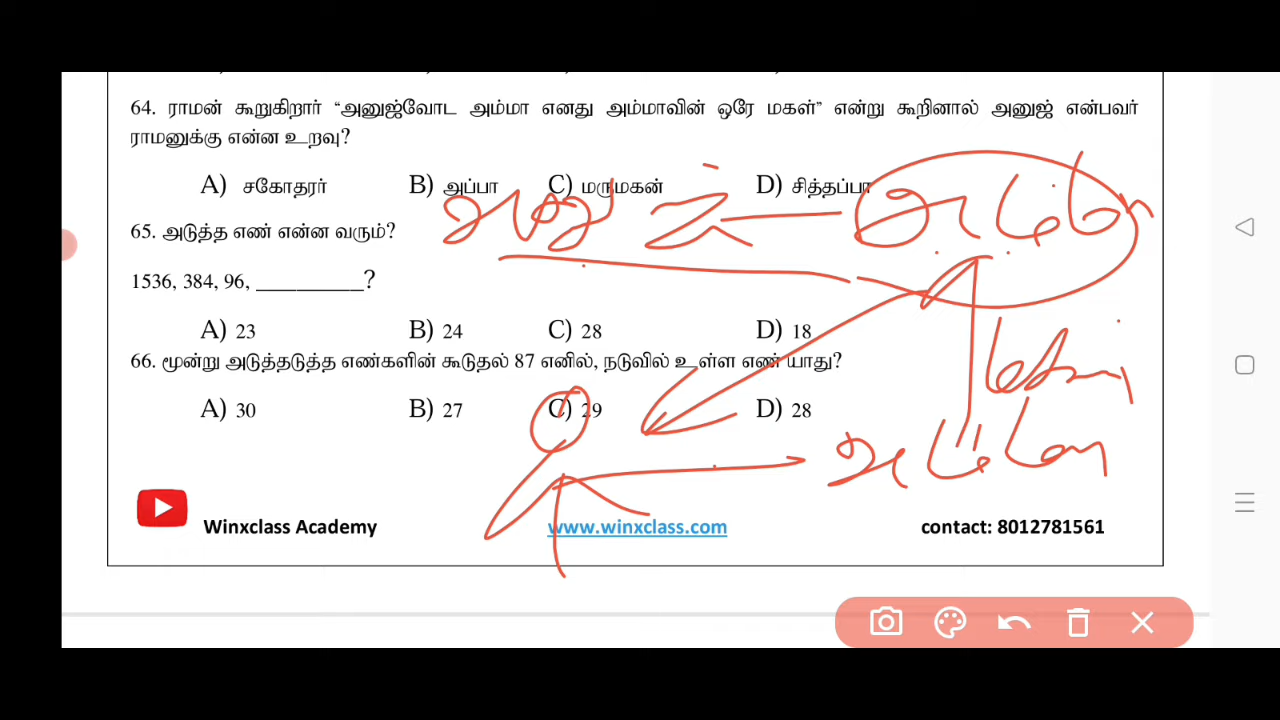 64. ராமன் கூறுகிறார் “அனுஜ்வோட அம்மா எனது அம்மாவின் ஒரே மகள்” என்று கூறினால் அனுஜ் என்பவர்
ராமனுக்கு என்ன உறவு?
A) சகோதரர் B) அப்பா C) மருமகன் D) சித்தப்பா
65. அடுத்த எண் என்ன வரும்?
1536, 384, 96, _________?
A) 23 B) 24 C) 28 D) 18
66. மூன்று அடுத்தடுத்த எண்களின் கூடுதல் 87 எனில், நடுவில் உள்ள எண் யாது?
A) 30 B) 27 C) 29 D) 28
Winxclass Academy www.winxclass.com contact: 8012781561